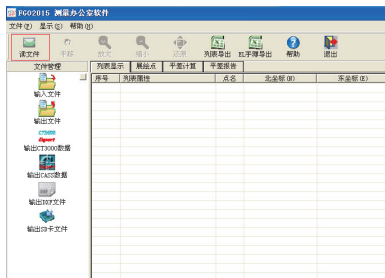 FGO2015 测量办公室软件
文件(F) 显示(S) 帮助(H)
读文件 平移 放大 缩小 还原 列表导出 E手簿导出 帮助 退出
文件管理 列表显示 展绘点 平差计算 平差报告
序号 列表属性 点名 北坐标(N) 东坐标(E)
输入文件
输出文件
CT3000
Export
输出CT3000数据
输出CASS数据
输出DXF文件
输出SD卡文件